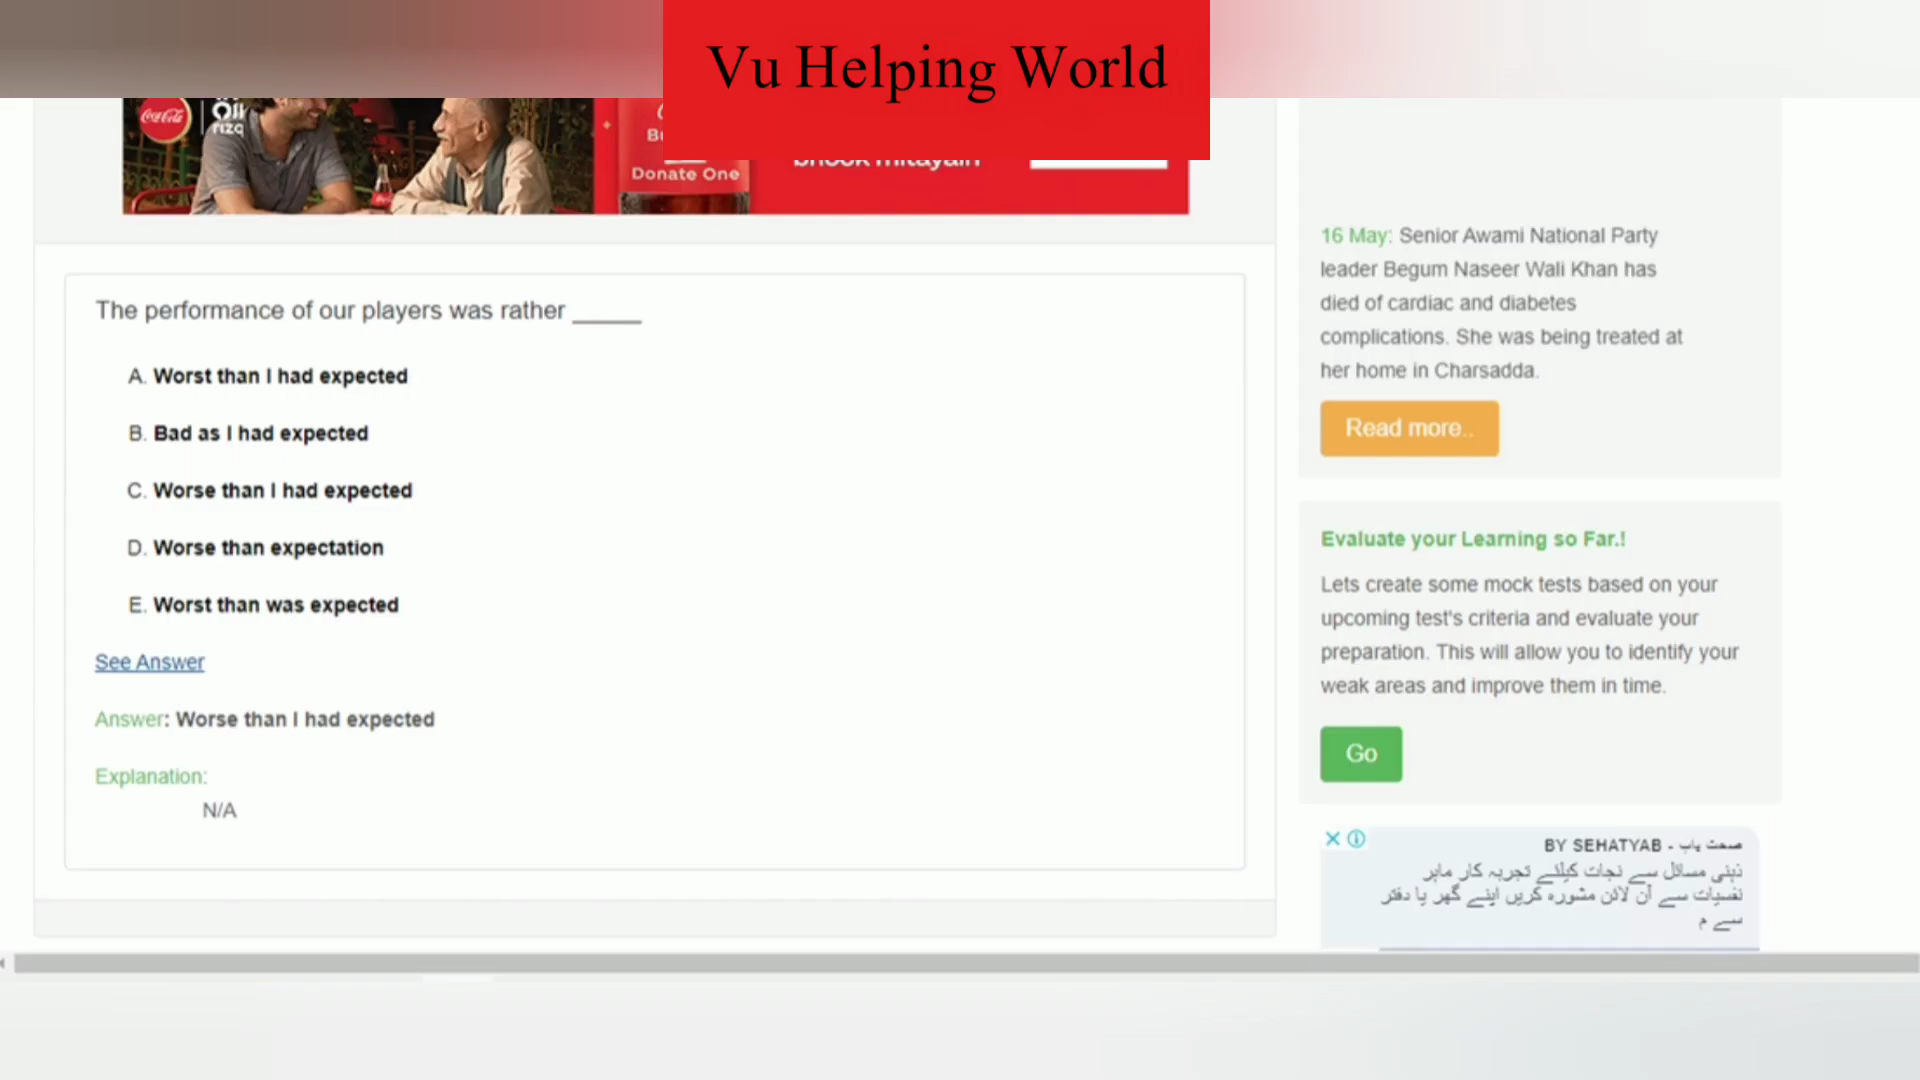 Vu Helping World
Coca-Cola
rizq
Donate One
16 May: Senior Awami National Party
leader Begum Naseer Wali Khan has
died of cardiac and diabetes
complications. She was being treated at
her home in Charsadda.
Read more..
The performance of our players was rather _____
A. Worst than I had expected
B. Bad as I had expected
C. Worse than I had expected
D. Worse than expectation
E. Worst than was expected
See Answer
Answer: Worse than I had expected
Explanation:
N/A
Evaluate your Learning so Far.!
Lets create some mock tests based on your
upcoming test's criteria and evaluate your
preparation. This will allow you to identify your
weak areas and improve them in time.
Go
BY SEHATYAB - صحت یاب
ذہنی مسائل سے نجات کیلئے تجربہ کار ماہر
نفسیات سے آن لائن مشورہ کریں اپنے گھر یا دفتر
سے م